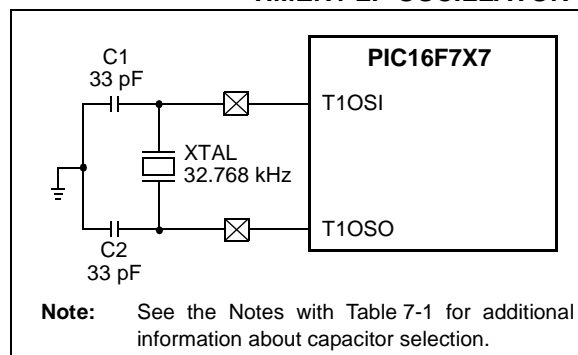 C1
33 pF
PIC16F7X7
T1OSI
XTAL
32.768 kHz
T1OSO
C2
33 pF
Note: See the Notes with Table 7-1 for additional
information about capacitor selection.